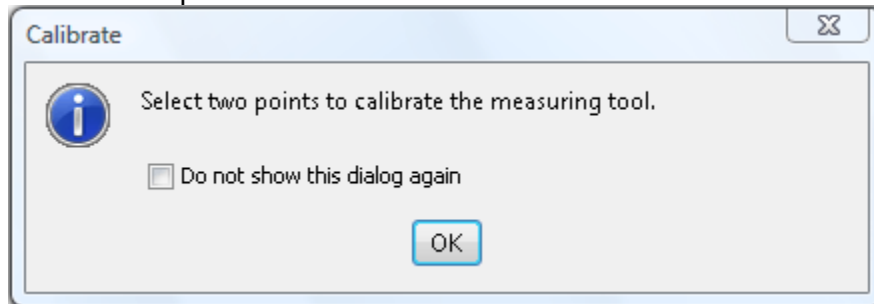 Calibrate
Select two points to calibrate the measuring tool.
Do not show this dialog again
OK